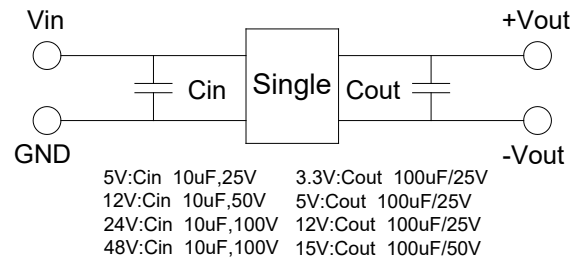 Vin +Vout
Cin Single Cout
GND -Vout
5V:Cin 10uF,25V 3.3V:Cout 100uF/25V
12V:Cin 10uF,50V 5V:Cout 100uF/25V
24V:Cin 10uF,100V 12V:Cout 100uF/25V
48V:Cin 10uF,100V 15V:Cout 100uF/50V